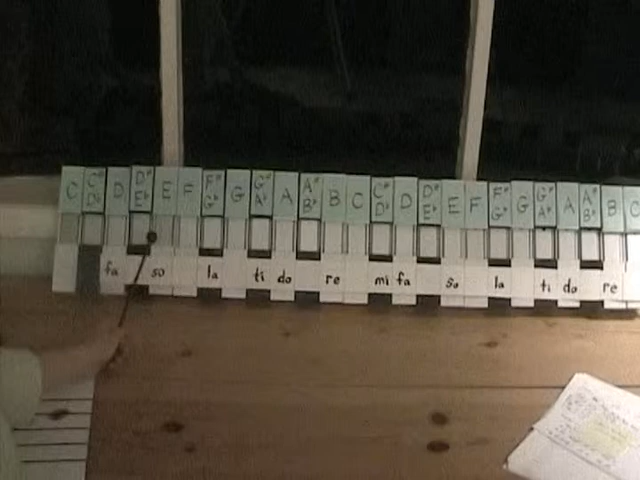 C C# D♭ D D# E♭ E F F# G♭ G G# A♭ A A# B♭ B C C# D♭ D D# E♭ E F F# G♭ G G# A♭ A A# B♭ B C
fa so la ti do re mi fa so la ti do re